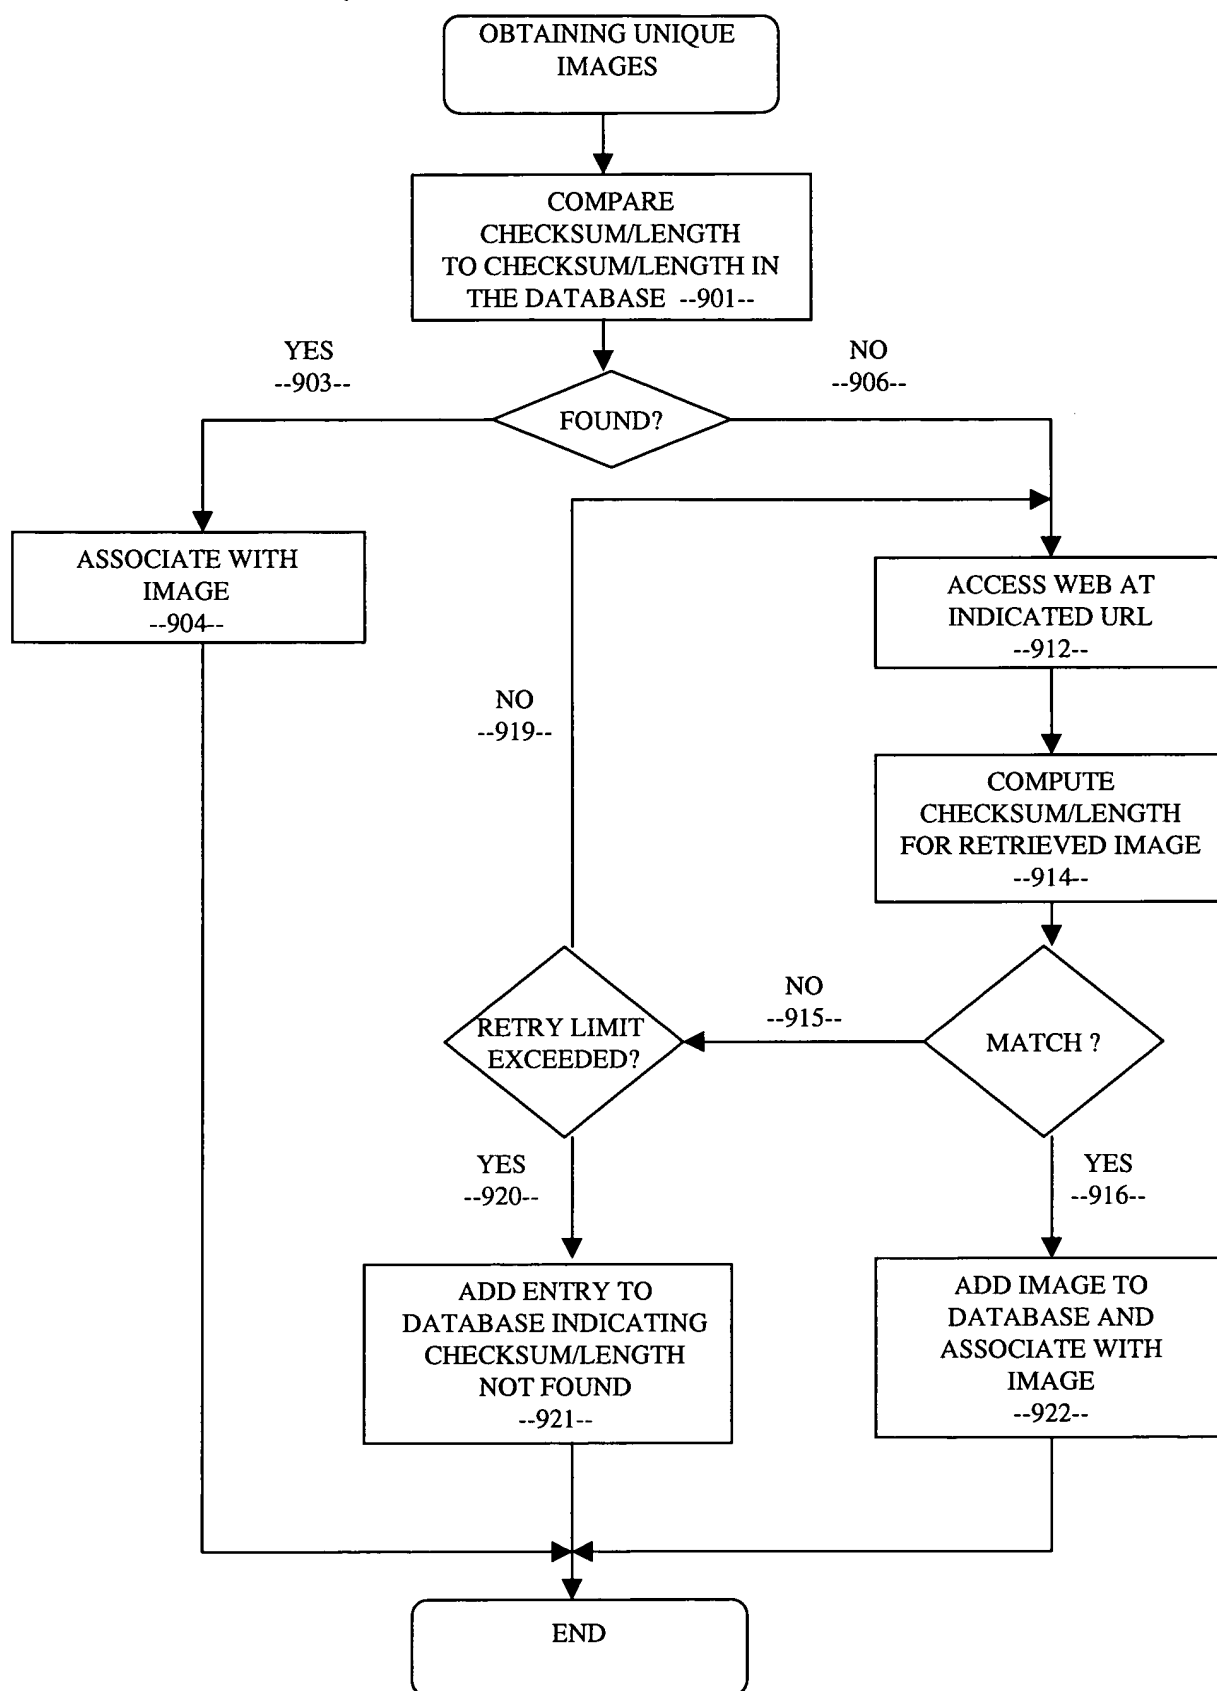 OBTAINING UNIQUE
IMAGES
COMPARE
CHECKSUM/LENGTH
TO CHECKSUM/LENGTH IN
THE DATABASE --901--
YES
--903--
NO
--906--
FOUND?
ASSOCIATE WITH
IMAGE
--904--
ACCESS WEB AT
INDICATED URL
--912--
NO
--919--
COMPUTE
CHECKSUM/LENGTH
FOR RETRIEVED IMAGE
--914--
NO
--915--
RETRY LIMIT
EXCEEDED?
MATCH ?
YES
--920--
YES
--916--
ADD ENTRY TO
DATABASE INDICATING
CHECKSUM/LENGTH
NOT FOUND
--921--
ADD IMAGE TO
DATABASE AND
ASSOCIATE WITH
IMAGE
--922--
END